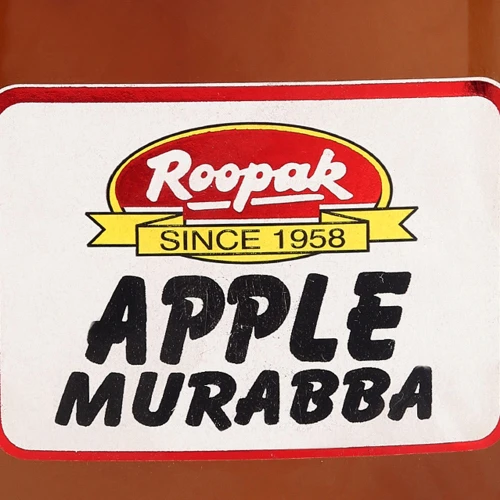 Roopak
SINCE 1958
APPLE
MURABBA